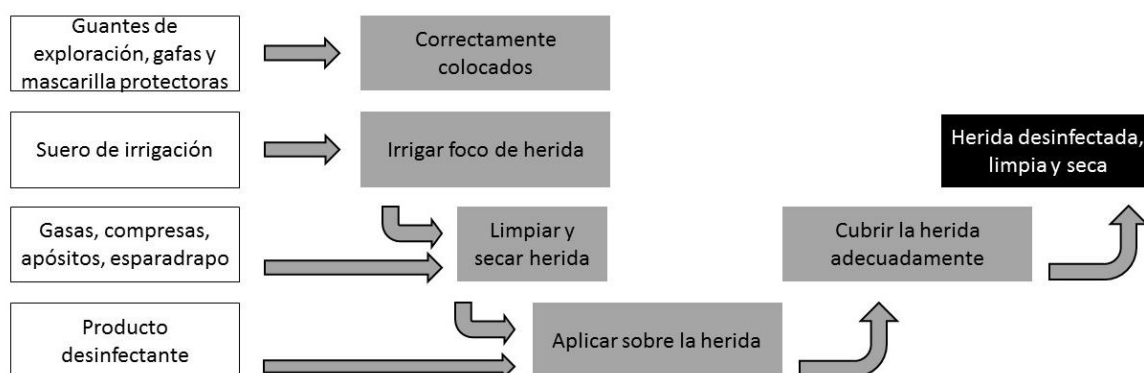 Guantes de
exploración, gafas y
mascarilla protectoras
Correctamente
colocados
Suero de irrigación
Irrigar foco de herida
Herida desinfectada,
limpia y seca
Gasas, compresas,
apósitos, esparadrapo
Limpiar y
secar herida
Cubrir la herida
adecuadamente
Producto
desinfectante
Aplicar sobre la herida